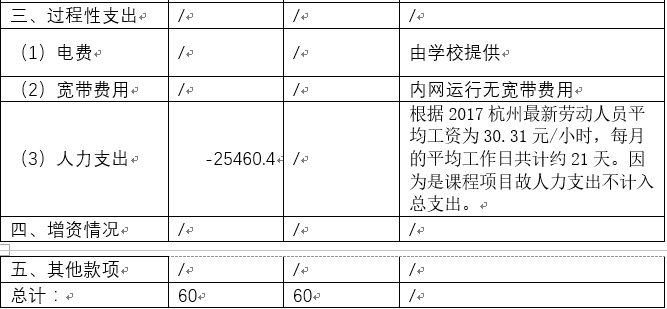 三、过程性支出 / / /
（1）电费 / / 由学校提供
（2）宽带费用 / / 内网运行无宽带费用
（3）人力支出 -25460.4 / 根据 2017 杭州最新劳动人员平
均工资为 30.31 元/小时，每月
的平均工作日共计约 21 天。因
为是课程项目故人力支出不计入
总支出。
四、增资情况 / / /
五、其他款项 / / /
总计： 60 60 /